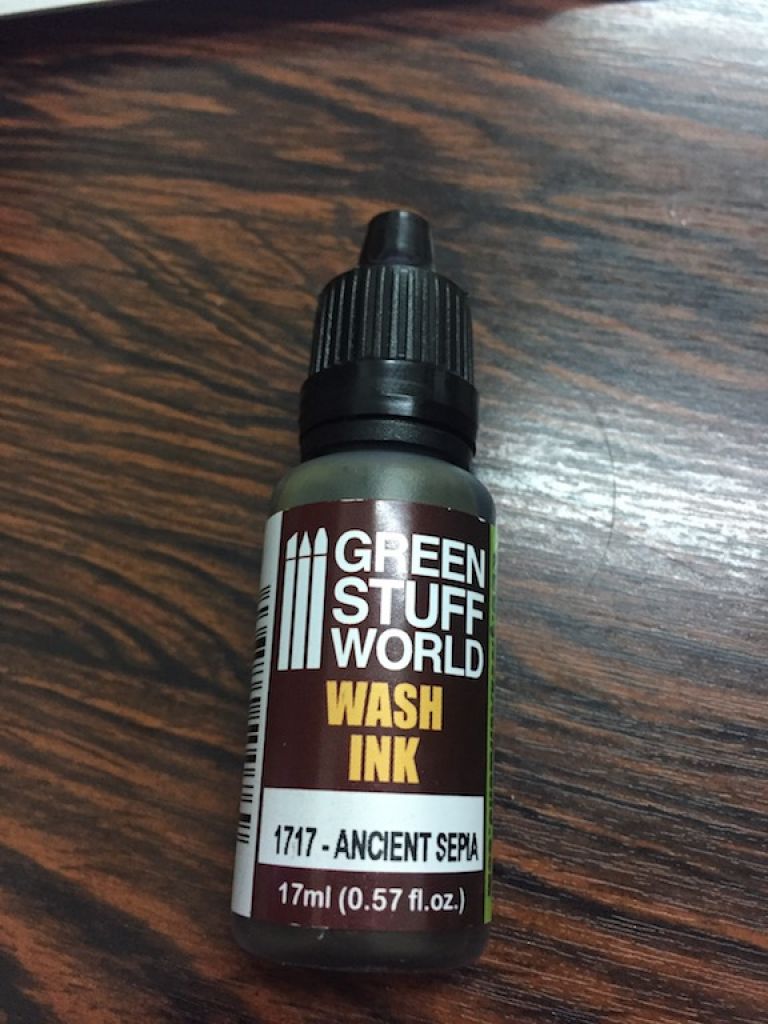 GREEN
STUFF
WORLD
WASH
INK
1717 - ANCIENT SEPIA
17ml (0.57 fl.oz.)